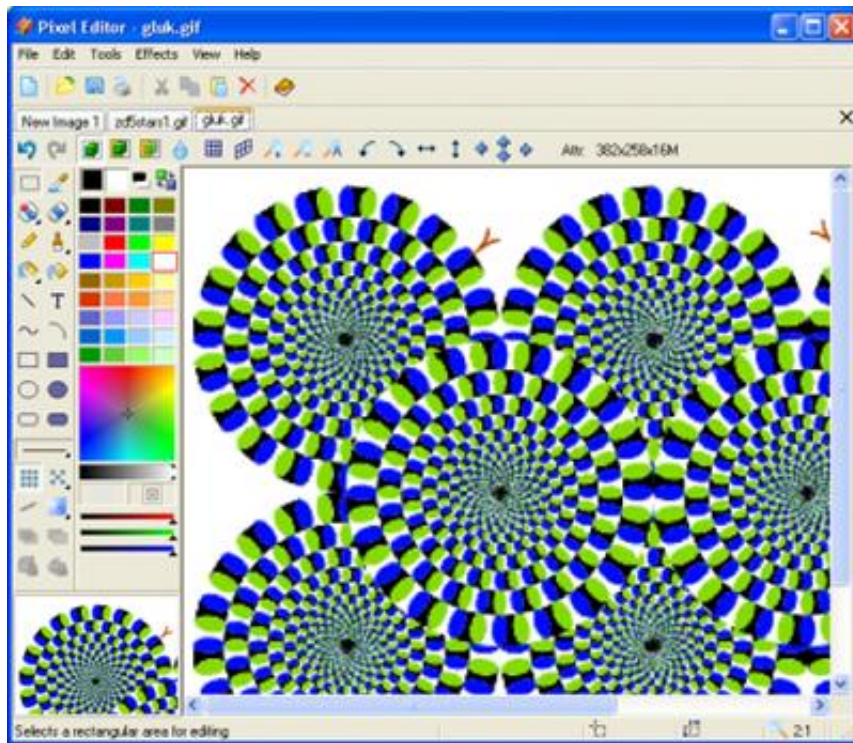 Pixel Editor - gluk.gif
File Edit Tools Effects View Help
New Image 1 zd5stars1.gif gluk.gif
Attr: 382x258x16M
T
Selects a rectangular area for editing 2:1